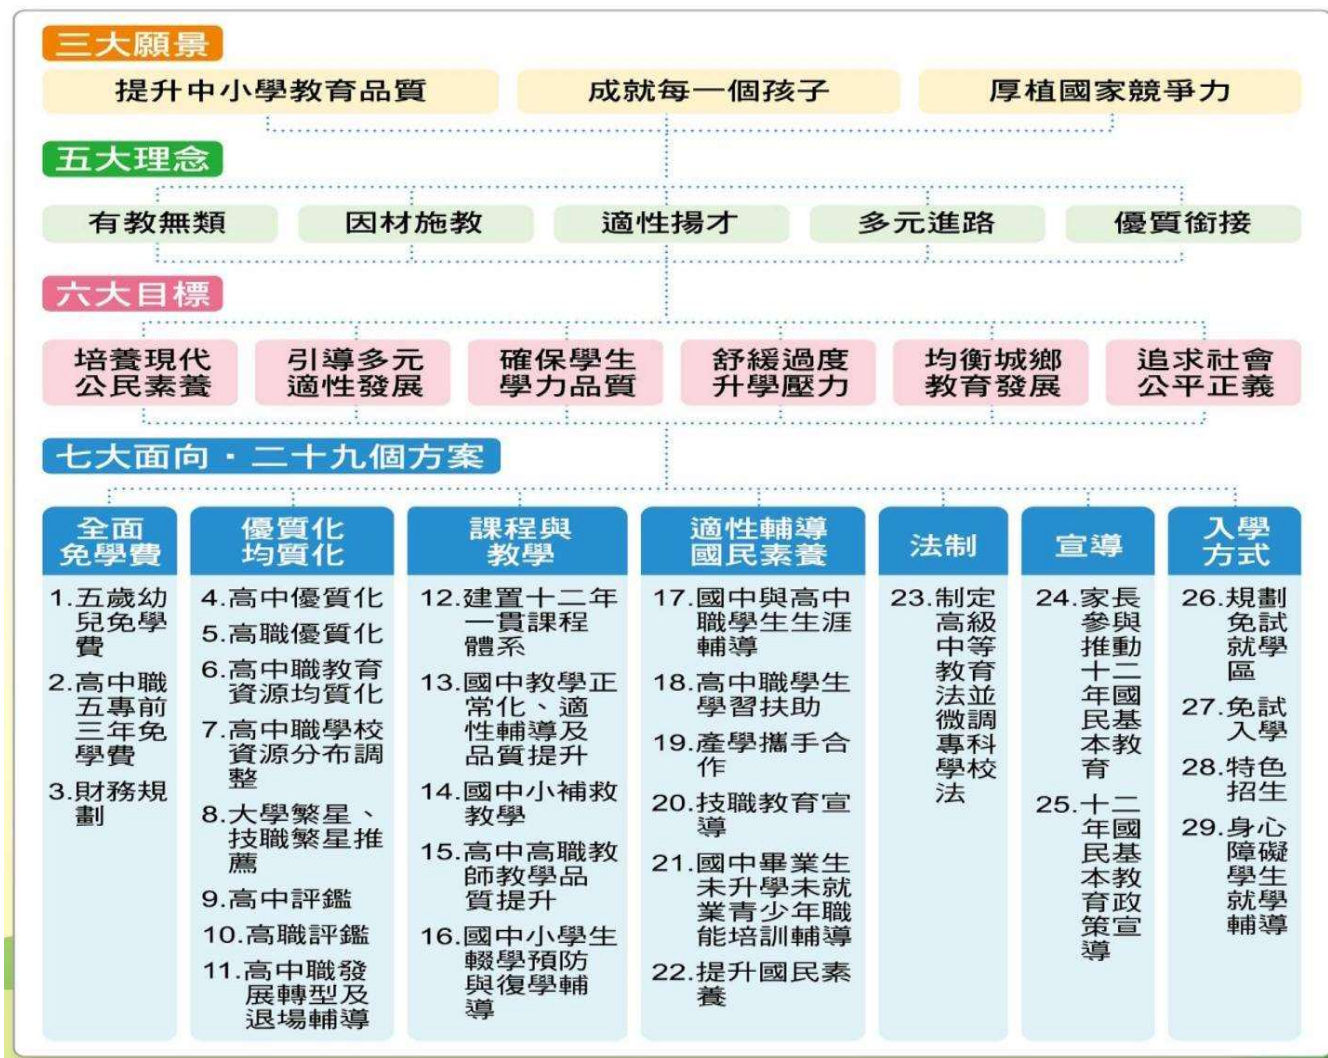 三大願景
提升中小學教育品質
成就每一個孩子
厚植國家競爭力
五大理念
有教無類
因材施教
適性揚才
多元進路
優質銜接
六大目標
培養現代
公民素養
引導多元
適性發展
確保學生
學力品質
舒緩過度
升學壓力
均衡城鄉
教育發展
追求社會
公平正義
七大面向・二十九個方案
全面
免學費
1.五歲幼
兒免學
費
2.高中職
五專前
三年免
學費
3.財務規
劃
優質化
均質化
4.高中優質化
5.高職優質化
6.高中職教育
資源均質化
7.高中職學校
資源分布調
整
8.大學繁星、
技職繁星推
薦
9.高中評鑑
10.高職評鑑
11.高中職發
展轉型及
退場輔導
課程與
教學
12.建置十二年
一貫課程
體系
13.國中教學正
常化、適
性輔導及
品質提升
14.國中小補救
教學
15.高中高職教
師教學品
質提升
16.國中小學生
輟學預防
與復學輔
導
適性輔導
國民素養
17.國中與高中
職學生生涯
輔導
18.高中職學生
學習扶助
19.產學攜手合
作
20.技職教育宣
導
21.國中畢業生
未升學未就
業青少年職
能培訓輔導
22.提升國民素
養
法制
23.制定
高級
中等
教育
法並
微調
專科
學校
法
宣導
24.家長
參與
推動
十二
年國
民基
本教
育
25.十二
年國
民基
本教
育政
策宣
導
入學
方式
26.規劃
免試
就學
區
27.免試
入學
28.特色
招生
29.身心
障礙
學生
就學
輔導